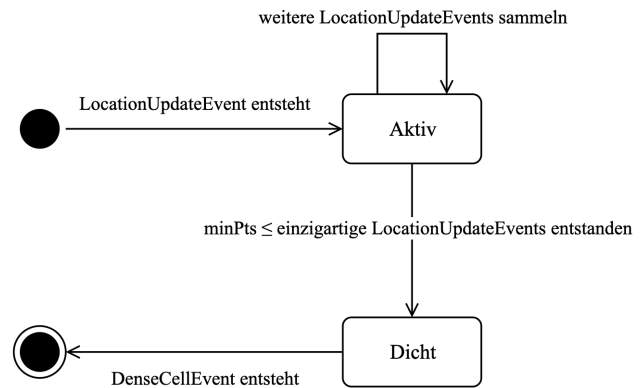 weitere LocationUpdateEvents sammeln
LocationUpdateEvent entsteht
Aktiv
minPts ≤ einzigartige LocationUpdateEvents entstanden
Dicht
DenseCellEvent entsteht